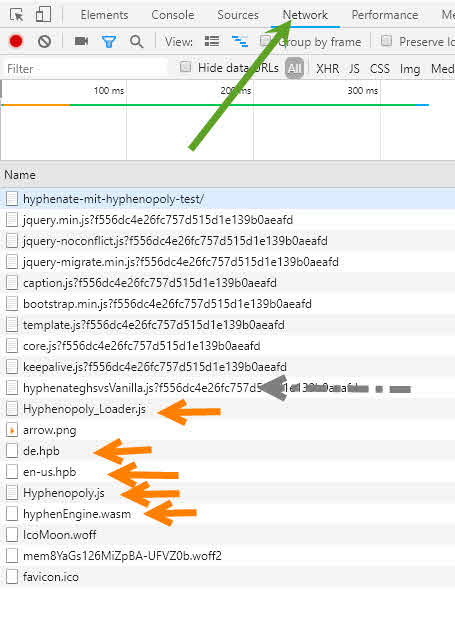 Elements Console Sources Network Performance Me
View: Group by frame Preserve lo
Filter Hide data URLs All XHR JS CSS Img Med
100 ms 200 ms 300 ms
Name
hyphenate-mit-hyphenopoly-test/
jquery.min.js?f556dc4e26fc757d515d1e139b0aeafd
jquery-noconflict.js?f556dc4e26fc757d515d1e139b0aeafd
jquery-migrate.min.js?f556dc4e26fc757d515d1e139b0aeafd
caption.js?f556dc4e26fc757d515d1e139b0aeafd
bootstrap.min.js?f556dc4e26fc757d515d1e139b0aeafd
template.js?f556dc4e26fc757d515d1e139b0aeafd
core.js?f556dc4e26fc757d515d1e139b0aeafd
keepalive.js?f556dc4e26fc757d515d1e139b0aeafd
hyphenateghsvsVanilla.js?f556dc4e26fc757d515d1e139b0aeafd
Hyphenopoly_Loader.js
arrow.png
de.hpb
en-us.hpb
Hyphenopoly.js
hyphenEngine.wasm
IcoMoon.woff
mem8YaGs126MiZpBA-UFVZ0b.woff2
favicon.ico